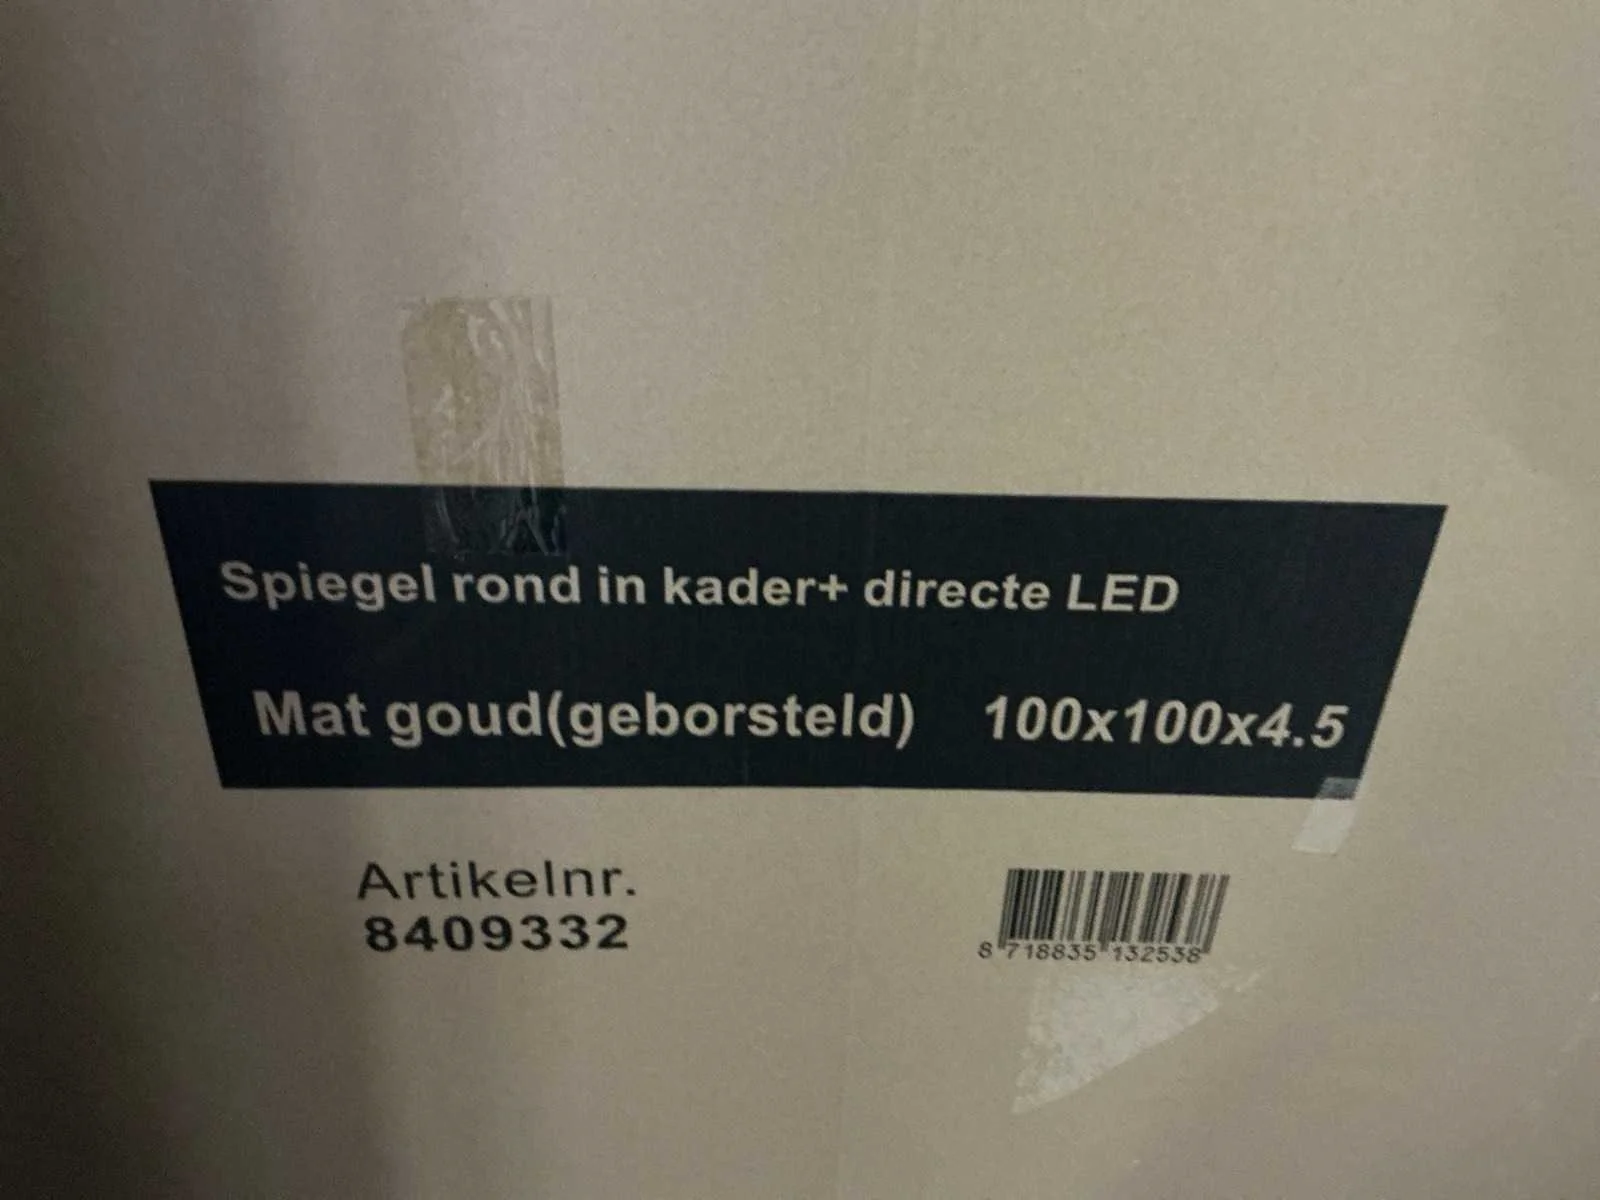 Spiegel rond in kader+ directe LED
Mat goud(geborsteld) 100x100x4.5
Artikelnr.
8409332
8 718835 132538